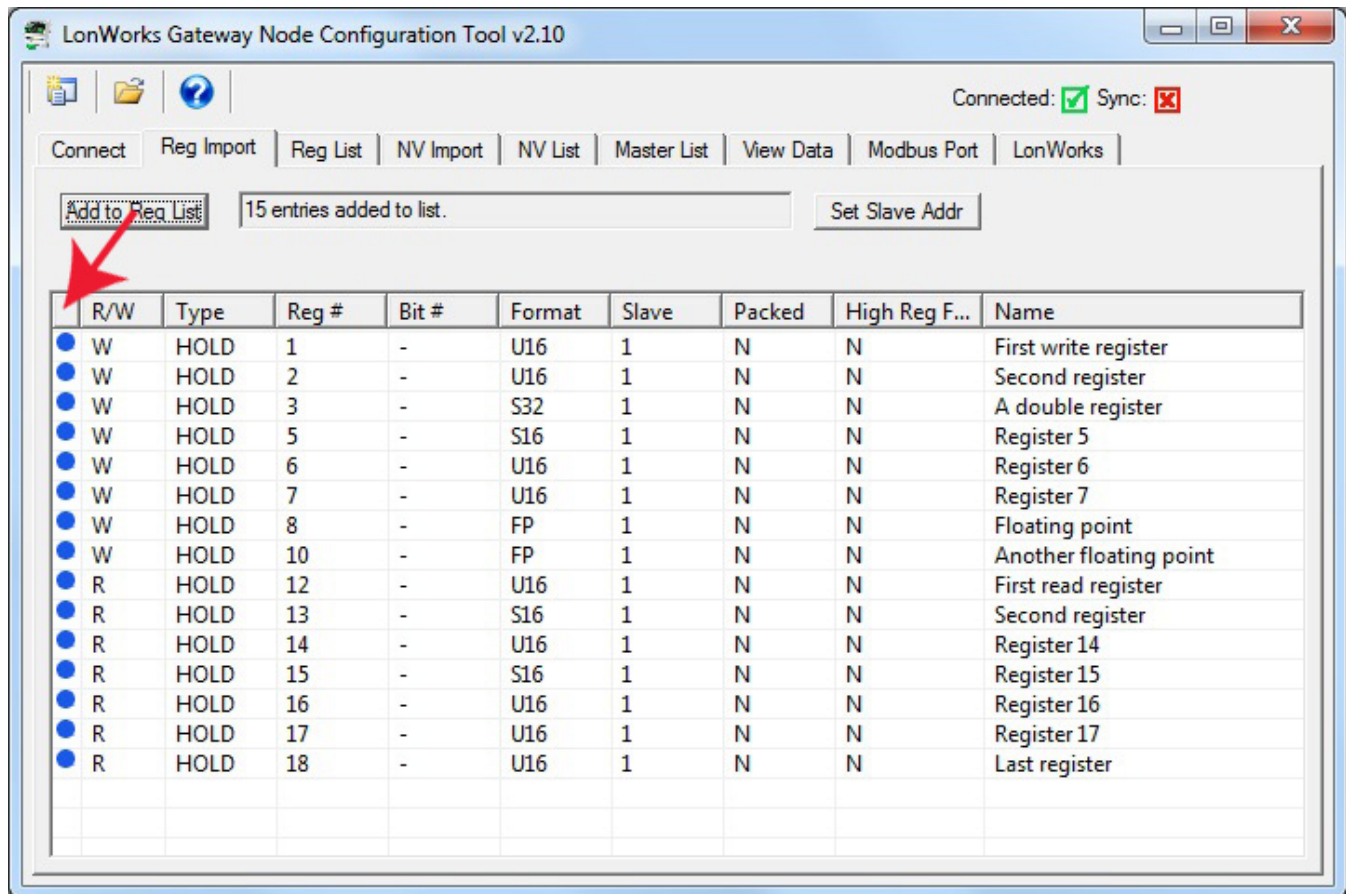 LonWorks Gateway Node Configuration Tool v2.10
Connected: Sync:
Connect Reg Import Reg List NV Import NV List Master List View Data Modbus Port LonWorks
Add to Reg List 15 entries added to list. Set Slave Addr
R/W Type Reg # Bit # Format Slave Packed High Reg F... Name
W HOLD 1 - U16 1 N N First write register
W HOLD 2 - U16 1 N N Second register
W HOLD 3 - S32 1 N N A double register
W HOLD 5 - S16 1 N N Register 5
W HOLD 6 - U16 1 N N Register 6
W HOLD 7 - U16 1 N N Register 7
W HOLD 8 - FP 1 N N Floating point
W HOLD 10 - FP 1 N N Another floating point
R HOLD 12 - U16 1 N N First read register
R HOLD 13 - S16 1 N N Second register
R HOLD 14 - U16 1 N N Register 14
R HOLD 15 - S16 1 N N Register 15
R HOLD 16 - U16 1 N N Register 16
R HOLD 17 - U16 1 N N Register 17
R HOLD 18 - U16 1 N N Last register